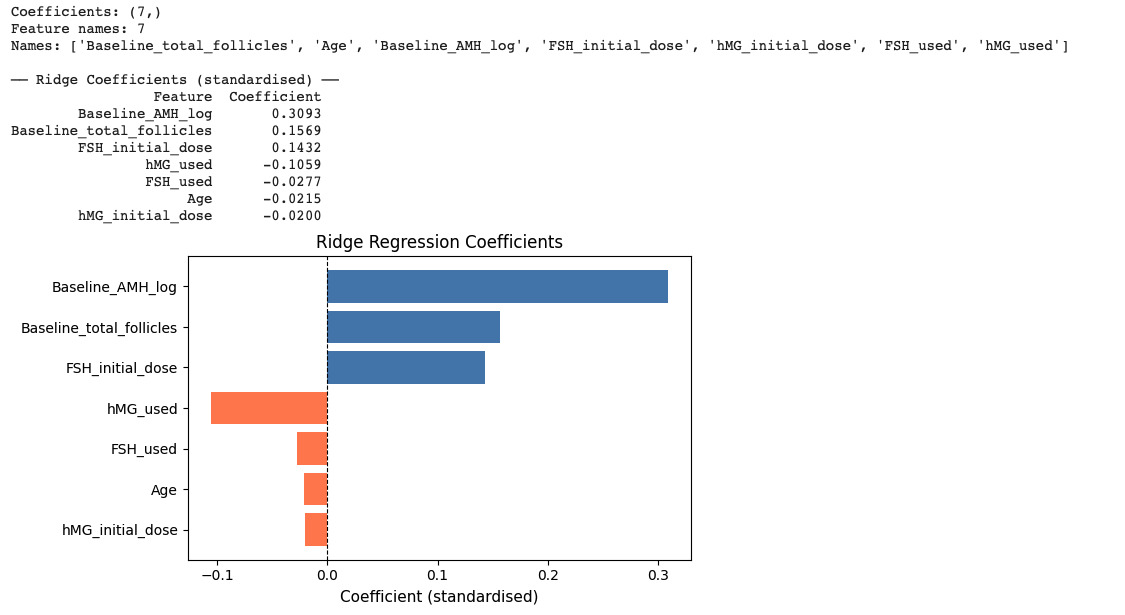 Coefficients: (7,)
Feature names: 7
Names: ['Baseline_total_follicles', 'Age', 'Baseline_AMH_log', 'FSH_initial_dose', 'hMG_initial_dose', 'FSH_used', 'hMG_used']
── Ridge Coefficients (standardised) ──
Feature Coefficient
Baseline_AMH_log 0.3093
Baseline_total_follicles 0.1569
FSH_initial_dose 0.1432
hMG_used -0.1059
FSH_used -0.0277
Age -0.0215
hMG_initial_dose -0.0200
Ridge Regression Coefficients
Baseline_AMH_log
Baseline_total_follicles
FSH_initial_dose
hMG_used
FSH_used
Age
hMG_initial_dose
−0.1 0.0 0.1 0.2 0.3
Coefficient (standardised)